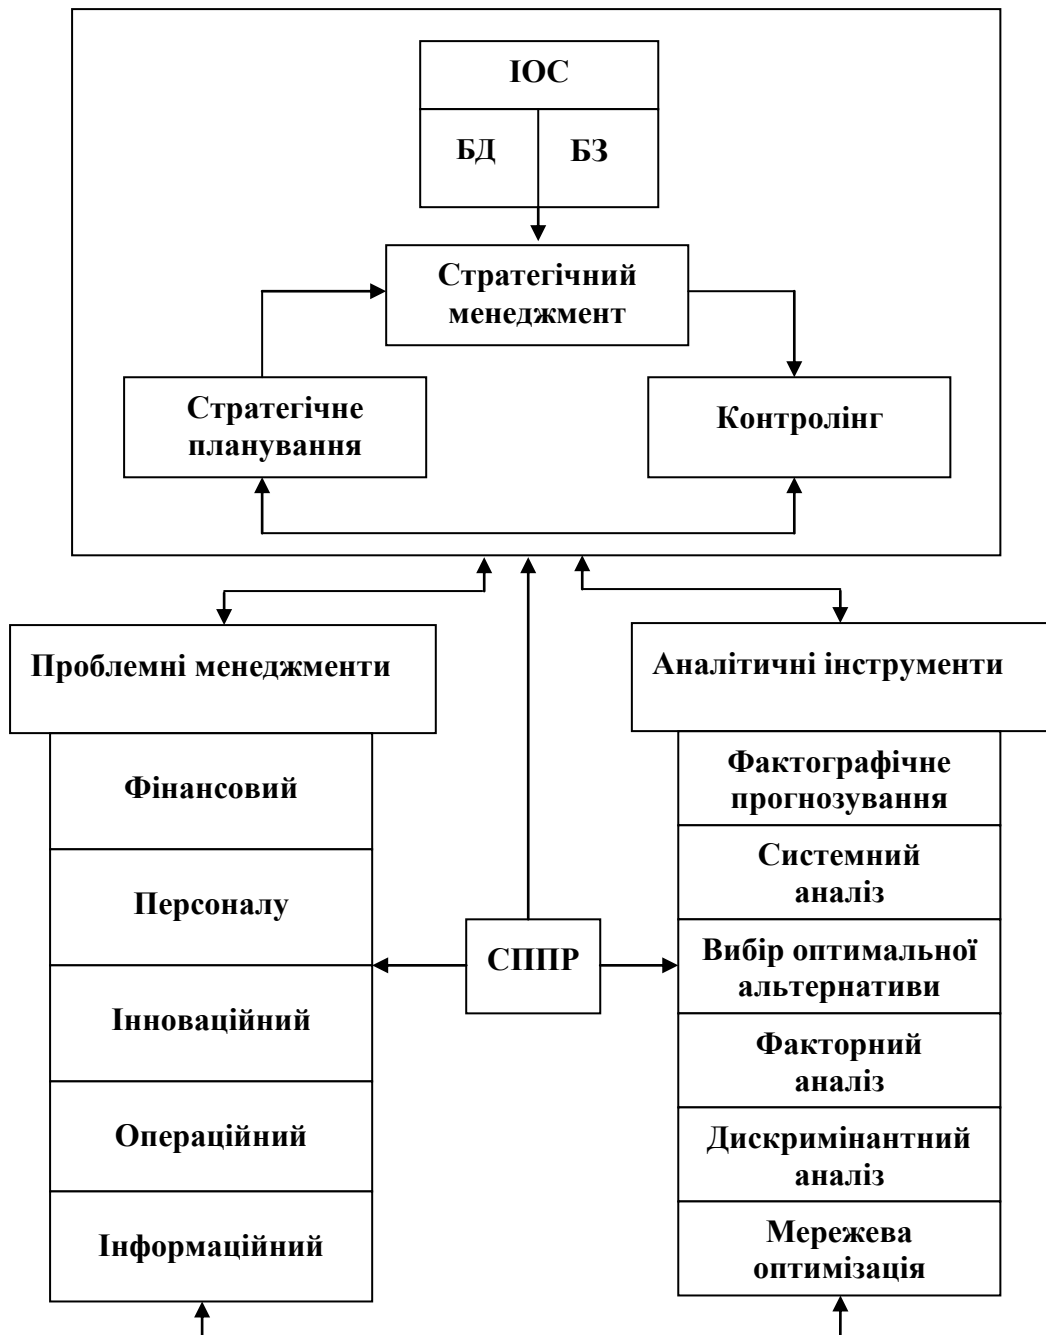 ІОС
БД
БЗ
Стратегічний
менеджмент
Стратегічне
планування
Контролінг
Проблемні менеджменти
Аналітичні інструменти
Фінансовий
Персоналу
Інноваційний
Операційний
Інформаційний
СППР
Фактографічне
прогнозування
Системний
аналіз
Вибір оптимальної
альтернативи
Факторний
аналіз
Дискримінантний
аналіз
Мережева
оптимізація